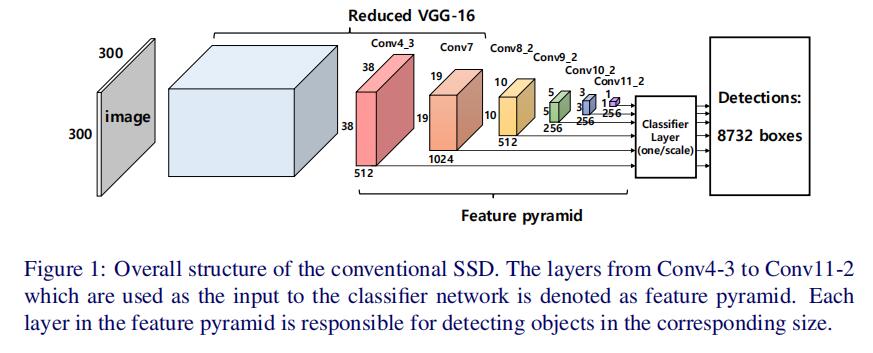 Reduced VGG-16
300
300
image
Conv4_3
38
38
512
Conv7
19
19
1024
Conv8_2
10
10
512
Conv9_2
5
5
256
Conv10_2
3
3
256
Conv11_2
1
1
256
Classifier
Layer
(one/scale)
Detections:
8732 boxes
Feature pyramid
Figure 1: Overall structure of the conventional SSD. The layers from Conv4-3 to Conv11-2
which are used as the input to the classifier network is denoted as feature pyramid. Each
layer in the feature pyramid is responsible for detecting objects in the corresponding size.